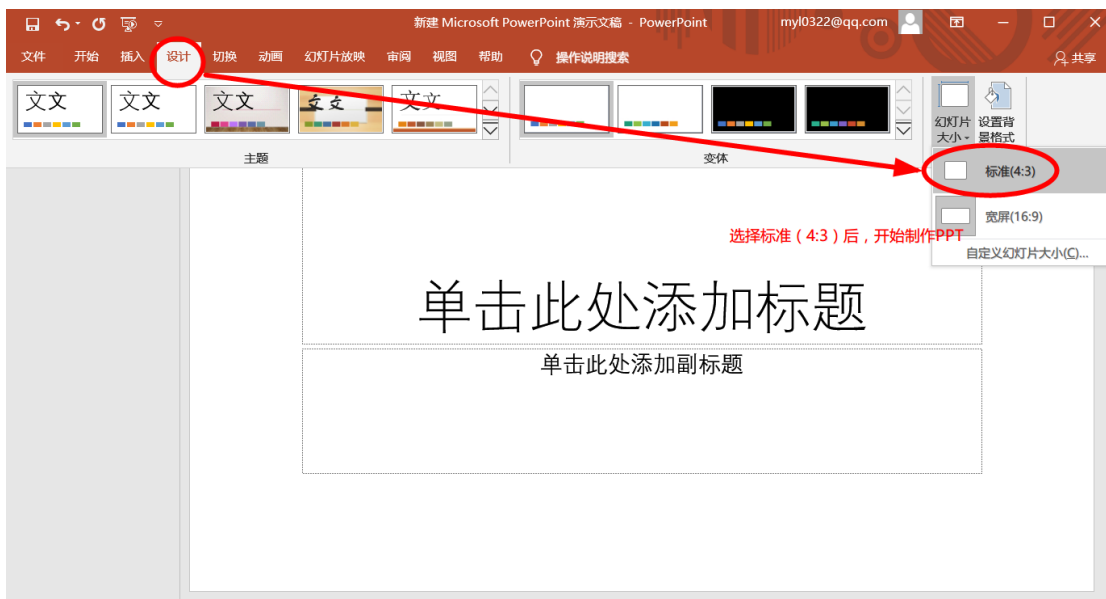 新建 Microsoft PowerPoint 演示文稿 - PowerPoint
myl0322@qq.com
文件 开始 插入 设计 切换 动画 幻灯片放映 审阅 视图 帮助 操作说明搜索 共享
文文 文文 文文 文文 文文
幻灯片大小
设置背景格式
主题
变体
标准(4:3)
宽屏(16:9)
选择标准（4:3）后，开始制作PPT
自定义幻灯片大小(C)...
单击此处添加标题
单击此处添加副标题